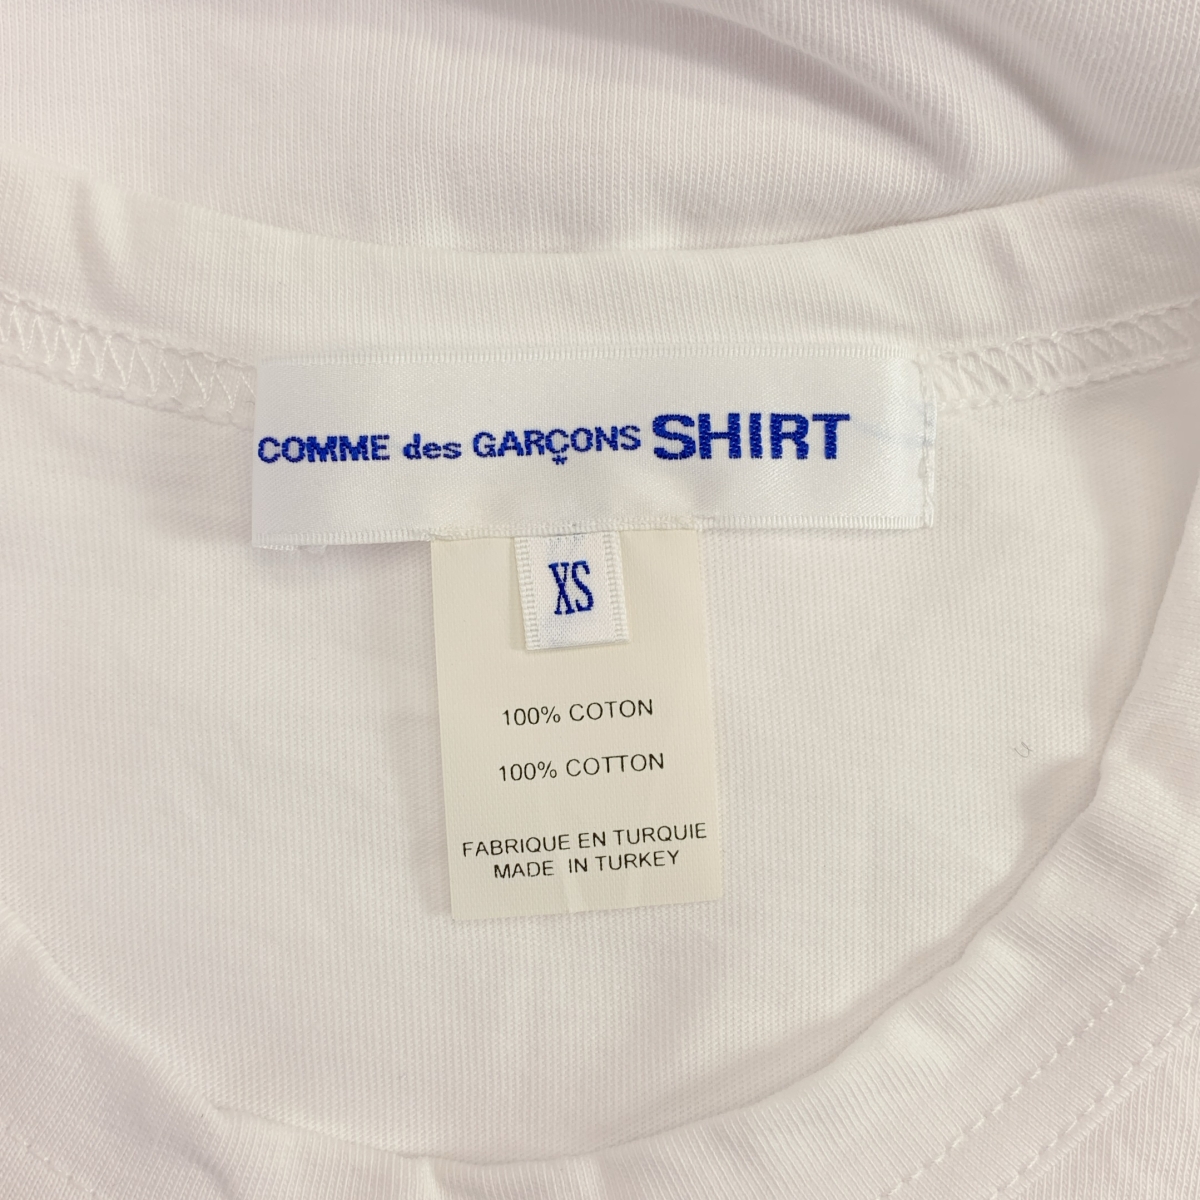 COMME des GARÇONS SHIRT
XS
100% COTON
100% COTTON
FABRIQUE EN TURQUIE
MADE IN TURKEY